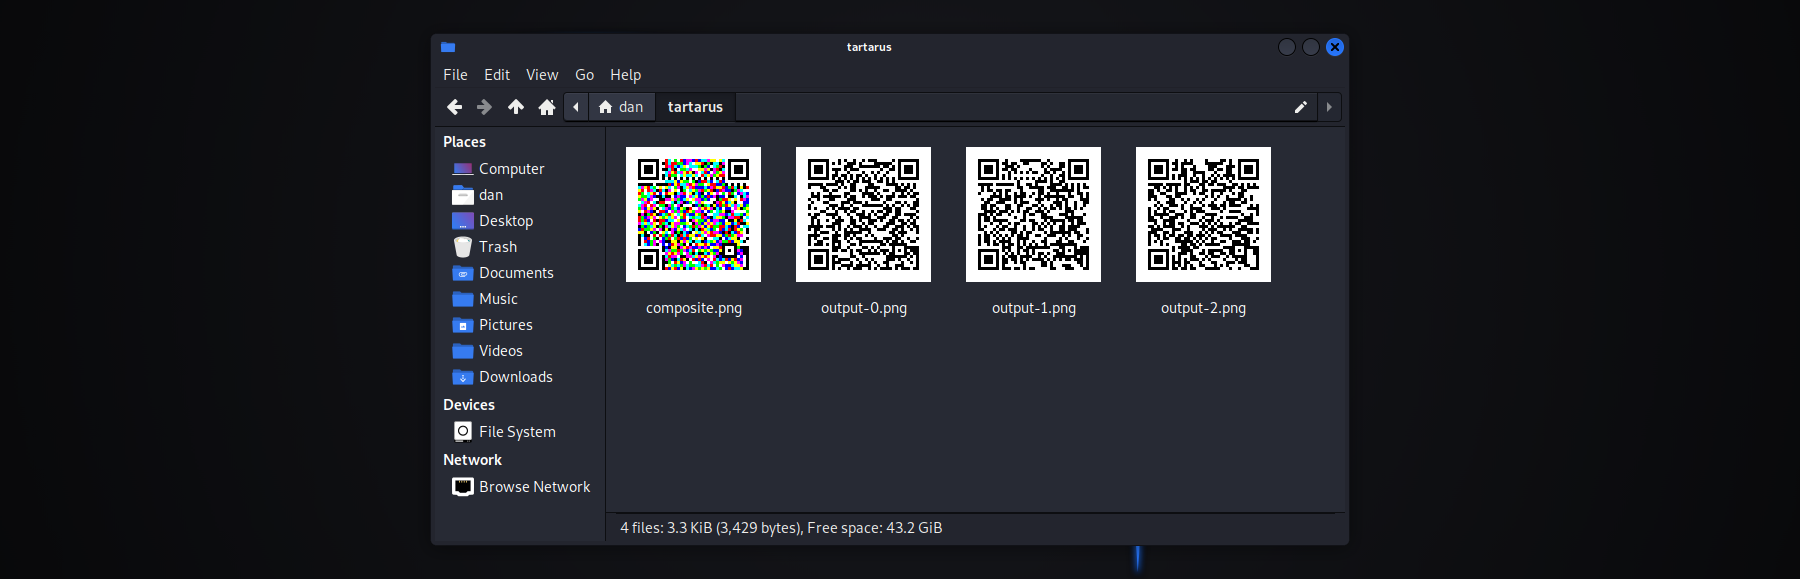 tartarus
File Edit View Go Help
dan tartarus
Places
Computer
dan
Desktop
Trash
Documents
Music
Pictures
Videos
Downloads
Devices
File System
Network
Browse Network
composite.png output-0.png output-1.png output-2.png
4 files: 3.3 KiB (3,429 bytes), Free space: 43.2 GiB